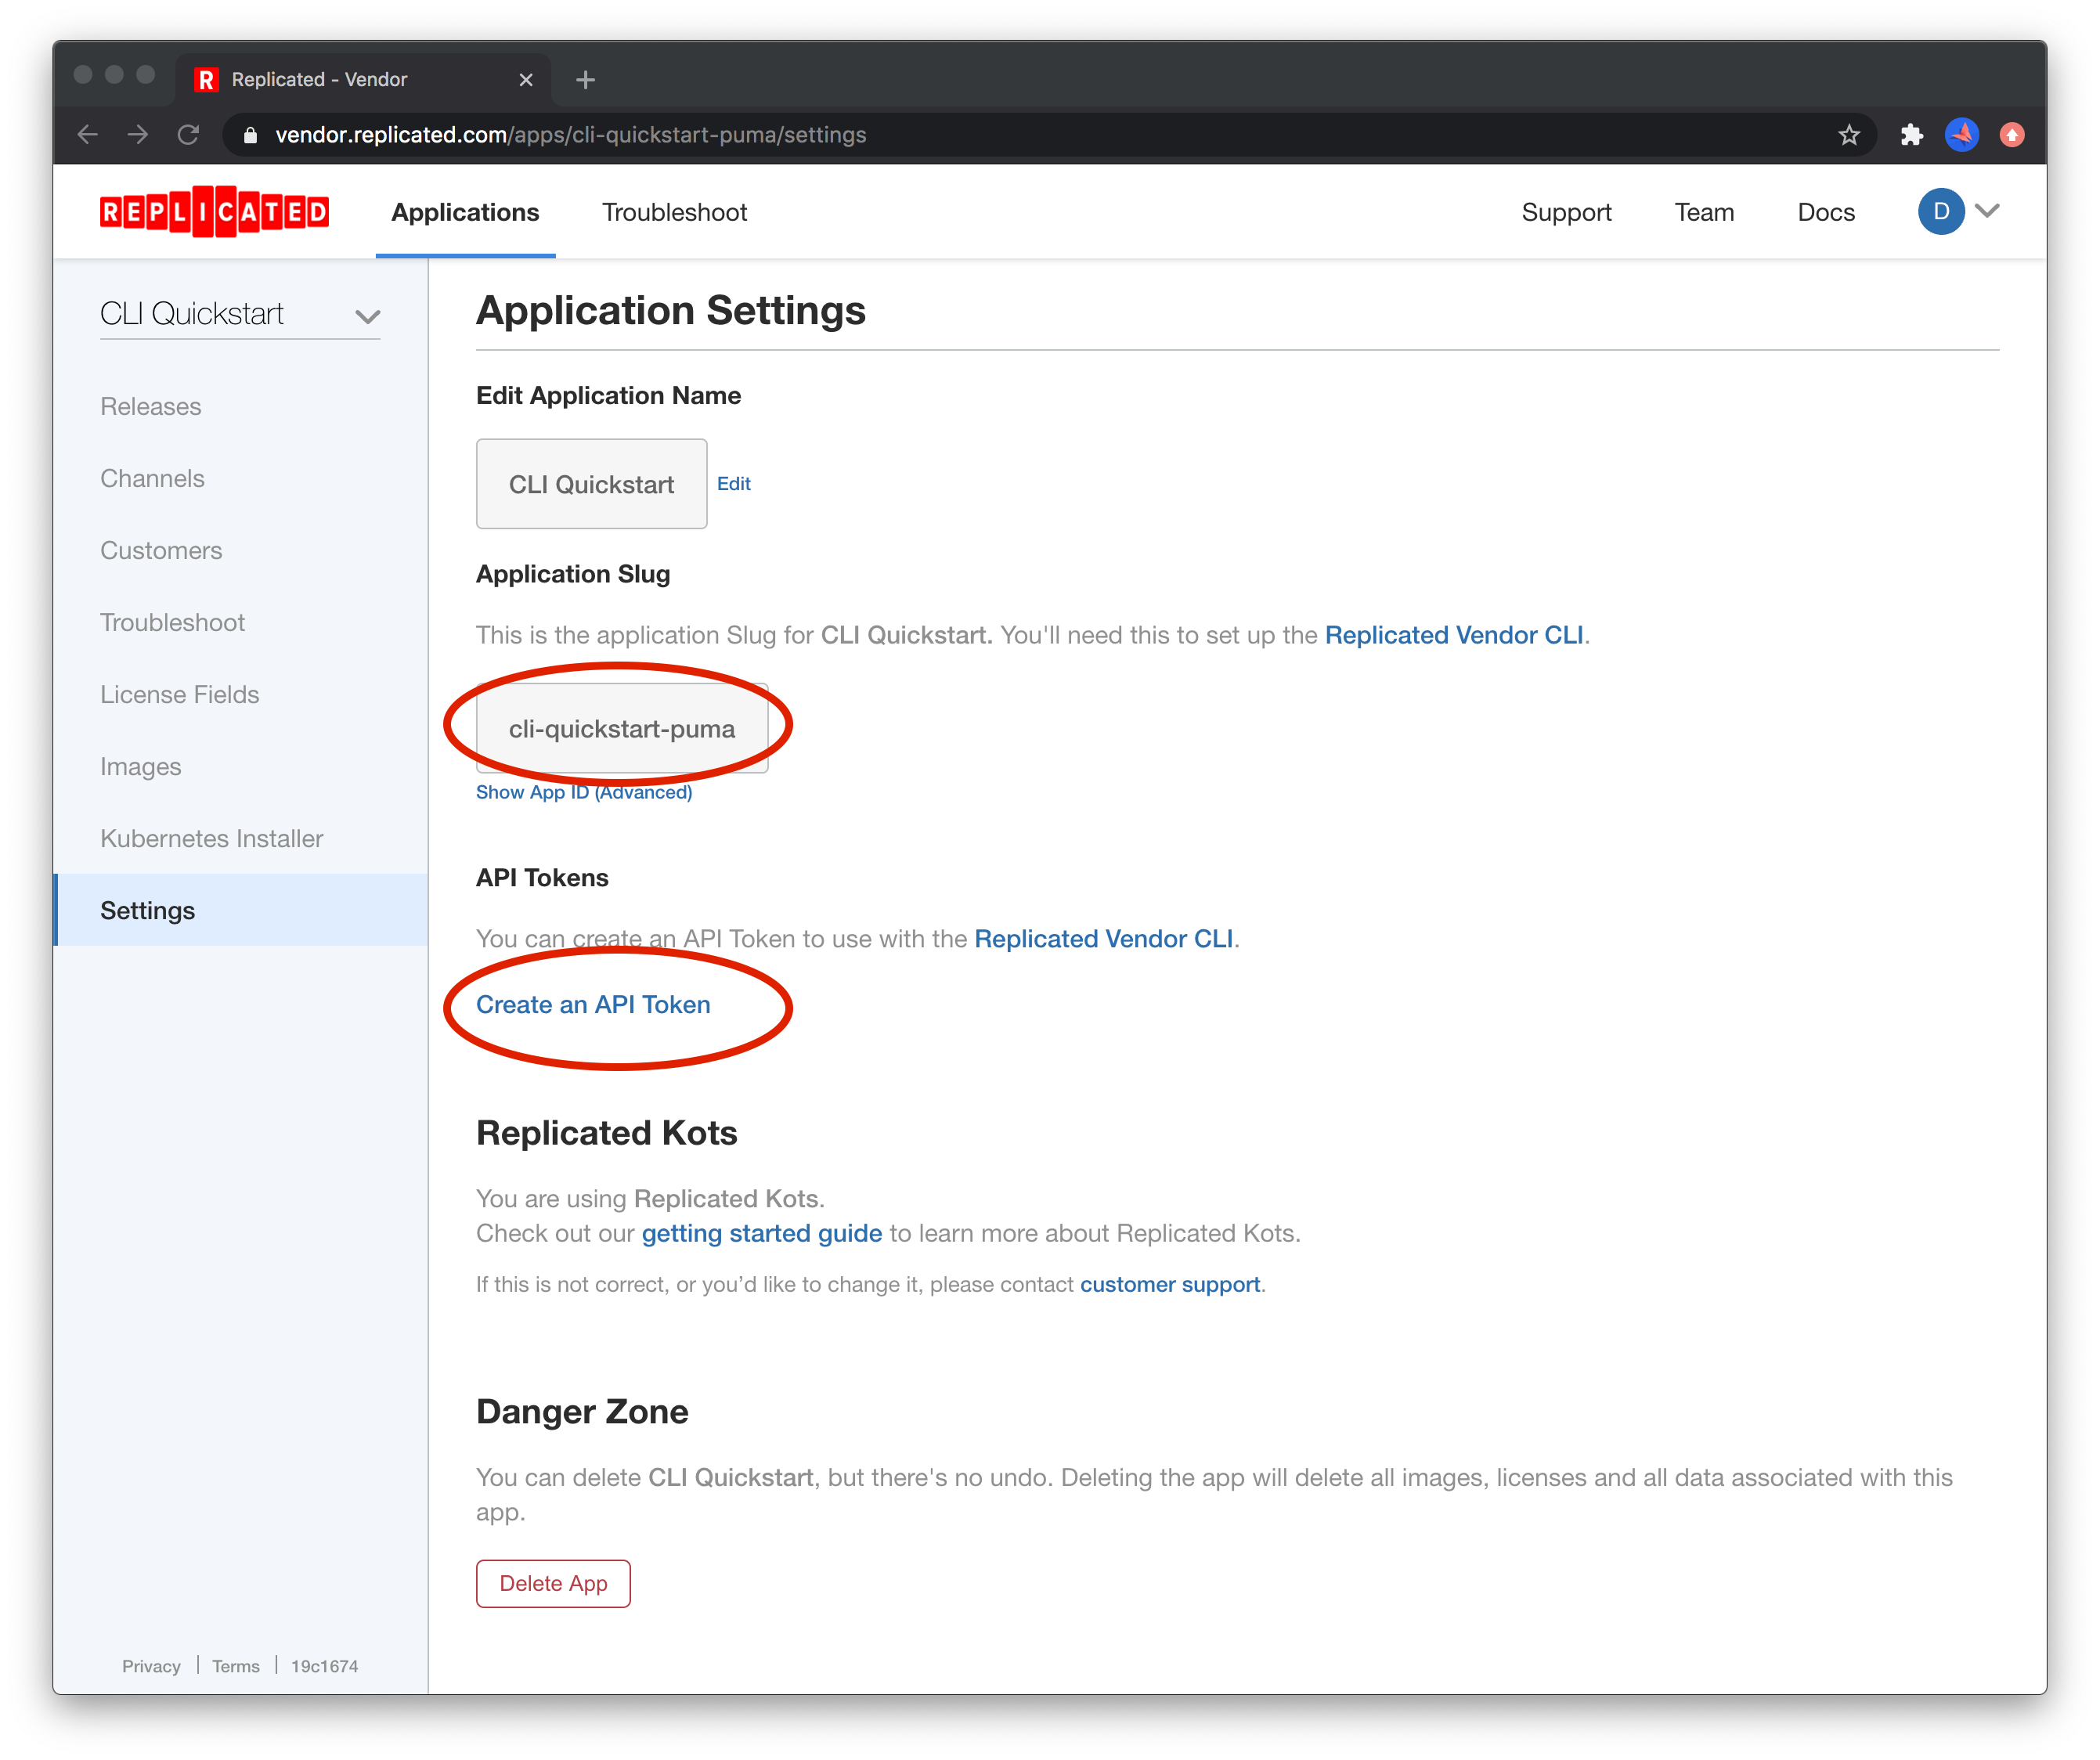 R Replicated - Vendor
vendor.replicated.com/apps/cli-quickstart-puma/settings
REPLICATED
Applications
Troubleshoot
Support
Team
Docs
D
CLI Quickstart
Releases
Channels
Customers
Troubleshoot
License Fields
Images
Kubernetes Installer
Settings
Privacy | Terms | 19c1674
Application Settings
Edit Application Name
CLI Quickstart Edit
Application Slug
This is the application Slug for CLI Quickstart. You'll need this to set up the Replicated Vendor CLI.
cli-quickstart-puma
Show App ID (Advanced)
API Tokens
You can create an API Token to use with the Replicated Vendor CLI.
Create an API Token
Replicated Kots
You are using Replicated Kots.
Check out our getting started guide to learn more about Replicated Kots.
If this is not correct, or you’d like to change it, please contact customer support.
Danger Zone
You can delete CLI Quickstart, but there's no undo. Deleting the app will delete all images, licenses and all data associated with this
app.
Delete App